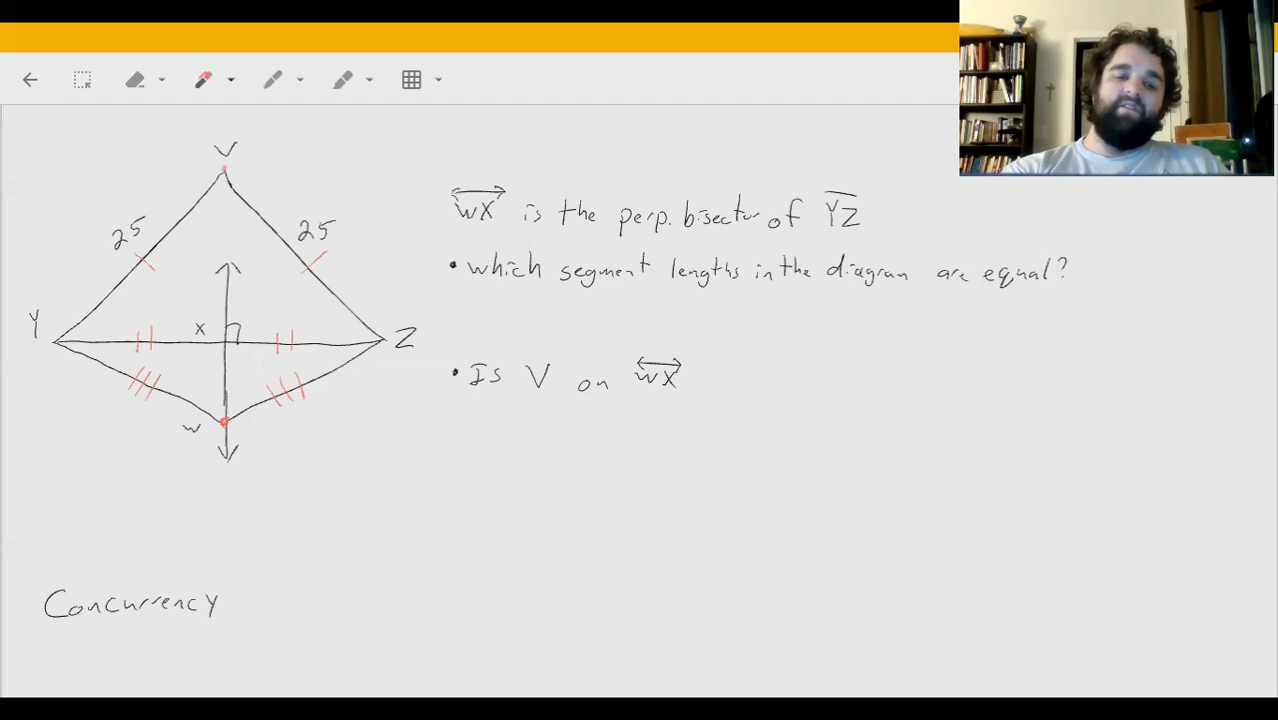 V
25
25
Y
X
Z
W
WX is the perp. bisector of YZ
• which segment lengths in the diagram are equal?
• Is V on WX
Concurrency